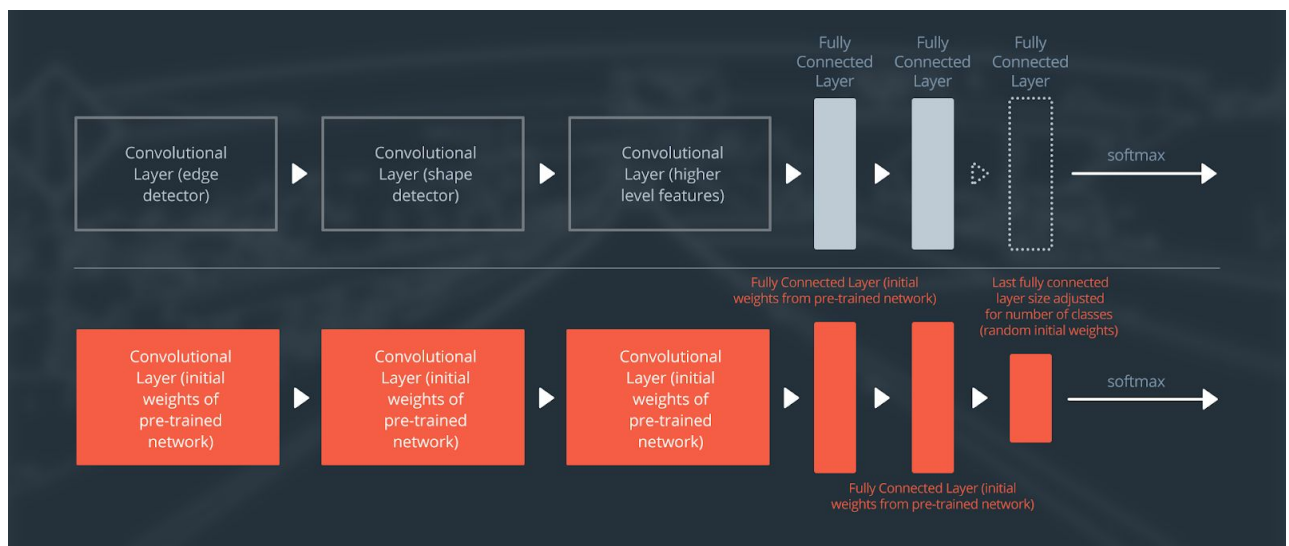 Fully
Connected
Layer
Fully
Connected
Layer
Fully
Connected
Layer
Convolutional
Layer (edge
detector)
Convolutional
Layer (shape
detector)
Convolutional
Layer (higher
level features)
softmax
Fully Connected Layer (initial
weights from pre-trained network)
Last fully connected
layer size adjusted
for number of classes
(random initial weights)
Convolutional
Layer (initial
weights of
pre-trained
network)
Convolutional
Layer (initial
weights of
pre-trained
network)
Convolutional
Layer (initial
weights of
pre-trained
network)
softmax
Fully Connected Layer (initial
weights from pre-trained network)